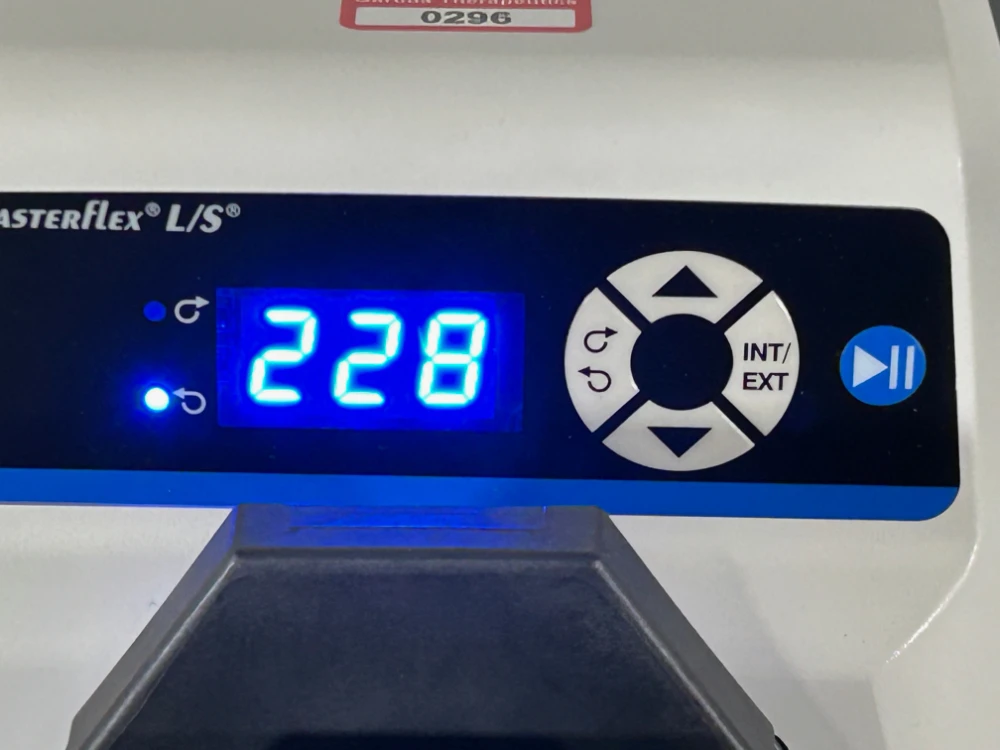 0296
ASTERFLEX® L/S®
228
INT/
EXT